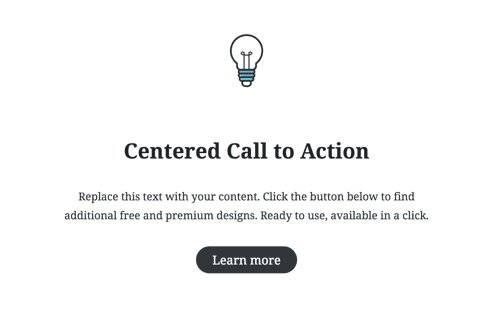 Centered Call to Action
Replace this text with your content. Click the button below to find
additional free and premium designs. Ready to use, available in a click.
Learn more